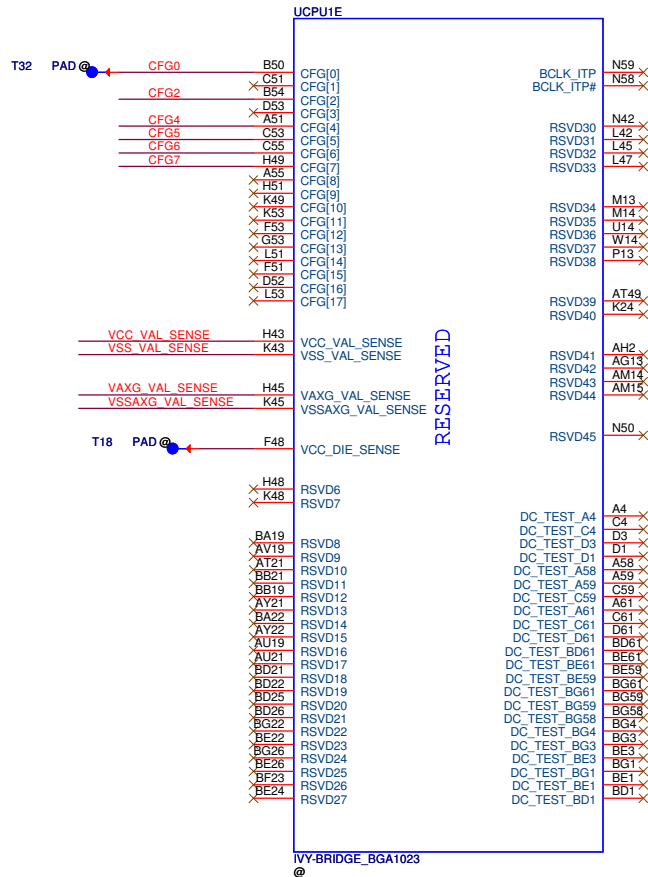 UCPU1E
T32 PAD @ CFG0 B50 CFG[0] BCLK_ITP N59
C51 CFG[1] BCLK_ITP# N58
CFG2 B54 CFG[2]
D53 CFG[3]
CFG4 A51 CFG[4] RSVD30 N42
CFG5 C53 CFG[5] RSVD31 L42
CFG6 C55 CFG[6] RSVD32 L45
CFG7 H49 CFG[7] RSVD33 L47
A55 CFG[8]
H51 CFG[9]
K49 CFG[10] RSVD34 M13
K53 CFG[11] RSVD35 M14
F53 CFG[12] RSVD36 U14
G53 CFG[13] RSVD37 W14
L51 CFG[14] RSVD38 P13
F51 CFG[15]
D52 CFG[16]
L53 CFG[17] RSVD39 AT49
RSVD40 K24
VCC_VAL_SENSE H43 VCC_VAL_SENSE
VSS_VAL_SENSE K43 VSS_VAL_SENSE RSVD41 AH2
RSVD42 AG13
RSVD43 AM14
VAXG_VAL_SENSE H45 VAXG_VAL_SENSE RSVD44 AM15
VSSAXG_VAL_SENSE K45 VSSAXG_VAL_SENSE
RESERVED
RSVD45 N50
T18 PAD @ F48 VCC_DIE_SENSE
H48 RSVD6
K48 RSVD7
DC_TEST_A4 A4
DC_TEST_C4 C4
BA19 RSVD8 DC_TEST_D3 D3
AV19 RSVD9 DC_TEST_D1 D1
AT21 RSVD10 DC_TEST_A58 A58
BB21 RSVD11 DC_TEST_A59 A59
BB19 RSVD12 DC_TEST_C59 C59
AY21 RSVD13 DC_TEST_A61 A61
BA22 RSVD14 DC_TEST_C61 C61
AY22 RSVD15 DC_TEST_D61 D61
AU19 RSVD16 DC_TEST_BD61 BD61
AU21 RSVD17 DC_TEST_BE61 BE61
BD21 RSVD18 DC_TEST_BE59 BE59
BD22 RSVD19 DC_TEST_BG61 BG61
BD25 RSVD20 DC_TEST_BG59 BG59
BD26 RSVD21 DC_TEST_BG58 BG58
BG22 RSVD22 DC_TEST_BG4 BG4
BE22 RSVD23 DC_TEST_BG3 BG3
BG26 RSVD24 DC_TEST_BE3 BE3
BE26 RSVD25 DC_TEST_BG1 BG1
BF23 RSVD26 DC_TEST_BE1 BE1
BE24 RSVD27 DC_TEST_BD1 BD1
IVY-BRIDGE_BGA1023
@